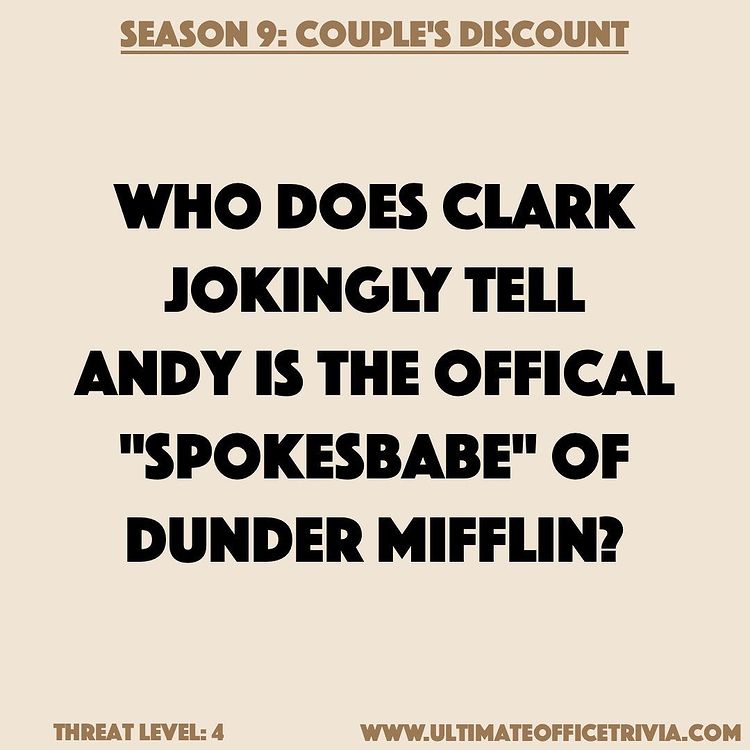 SEASON 9: COUPLE'S DISCOUNT
WHO DOES CLARK
JOKINGLY TELL
ANDY IS THE OFFICAL
"SPOKESBABE" OF
DUNDER MIFFLIN?
THREAT LEVEL: 4
WWW.ULTIMATEOFFICETRIVIA.COM